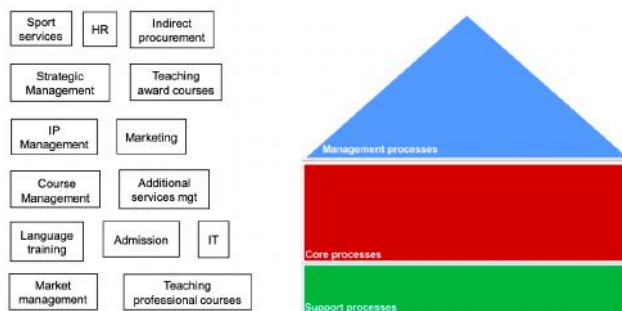 Sport
services
HR
Indirect
procurement
Strategic
Management
Teaching
award courses
IP
Management
Marketing
Course
Management
Additional
services mgt
Language
training
Admission
IT
Market
management
Teaching
professional courses
Management processes
Core processes
Support processes